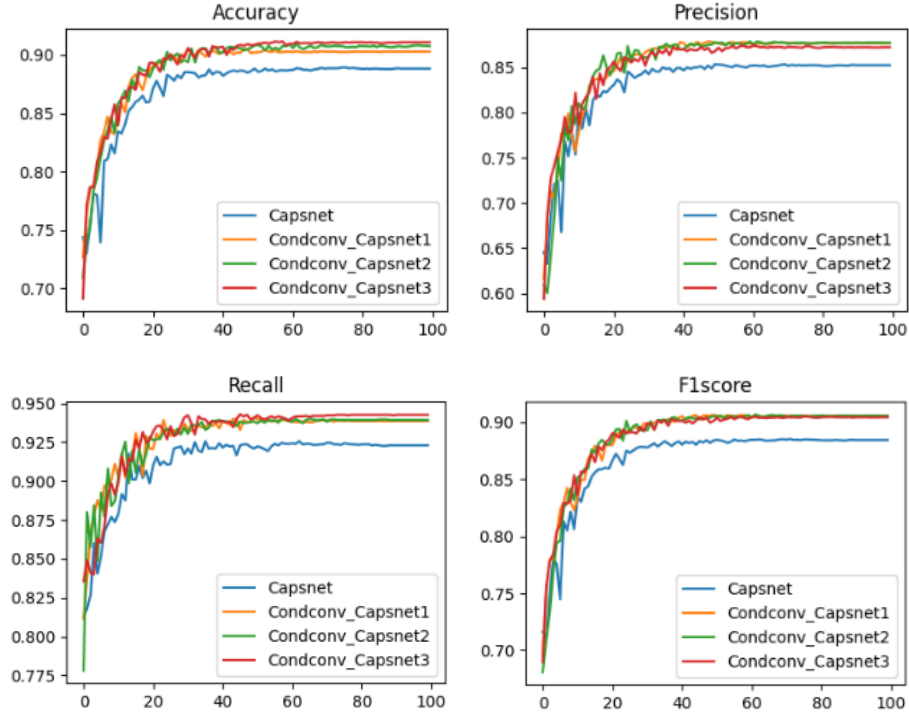 Accuracy
0.90
0.85
0.80
0.75
0.70
Capsnet
Condconv_Capsnet1
Condconv_Capsnet2
Condconv_Capsnet3
0 20 40 60 80 100
Precision
0.85
0.80
0.75
0.70
0.65
0.60
Capsnet
Condconv_Capsnet1
Condconv_Capsnet2
Condconv_Capsnet3
0 20 40 60 80 100
Recall
0.950
0.925
0.900
0.875
0.850
0.825
0.800
0.775
Capsnet
Condconv_Capsnet1
Condconv_Capsnet2
Condconv_Capsnet3
0 20 40 60 80 100
F1score
0.90
0.85
0.80
0.75
0.70
Capsnet
Condconv_Capsnet1
Condconv_Capsnet2
Condconv_Capsnet3
0 20 40 60 80 100